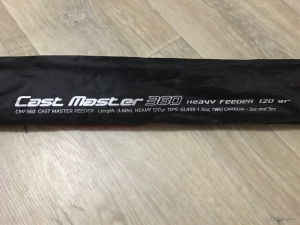 Cast Master 360 HEAVY FEEDER 120 gr
CMF360: CAST MASTER FEEDER Length: 3.60m, HEAVY 120gr TIPS: GLASS-1.5oz, TWO CARBON - 2oz and 3oz